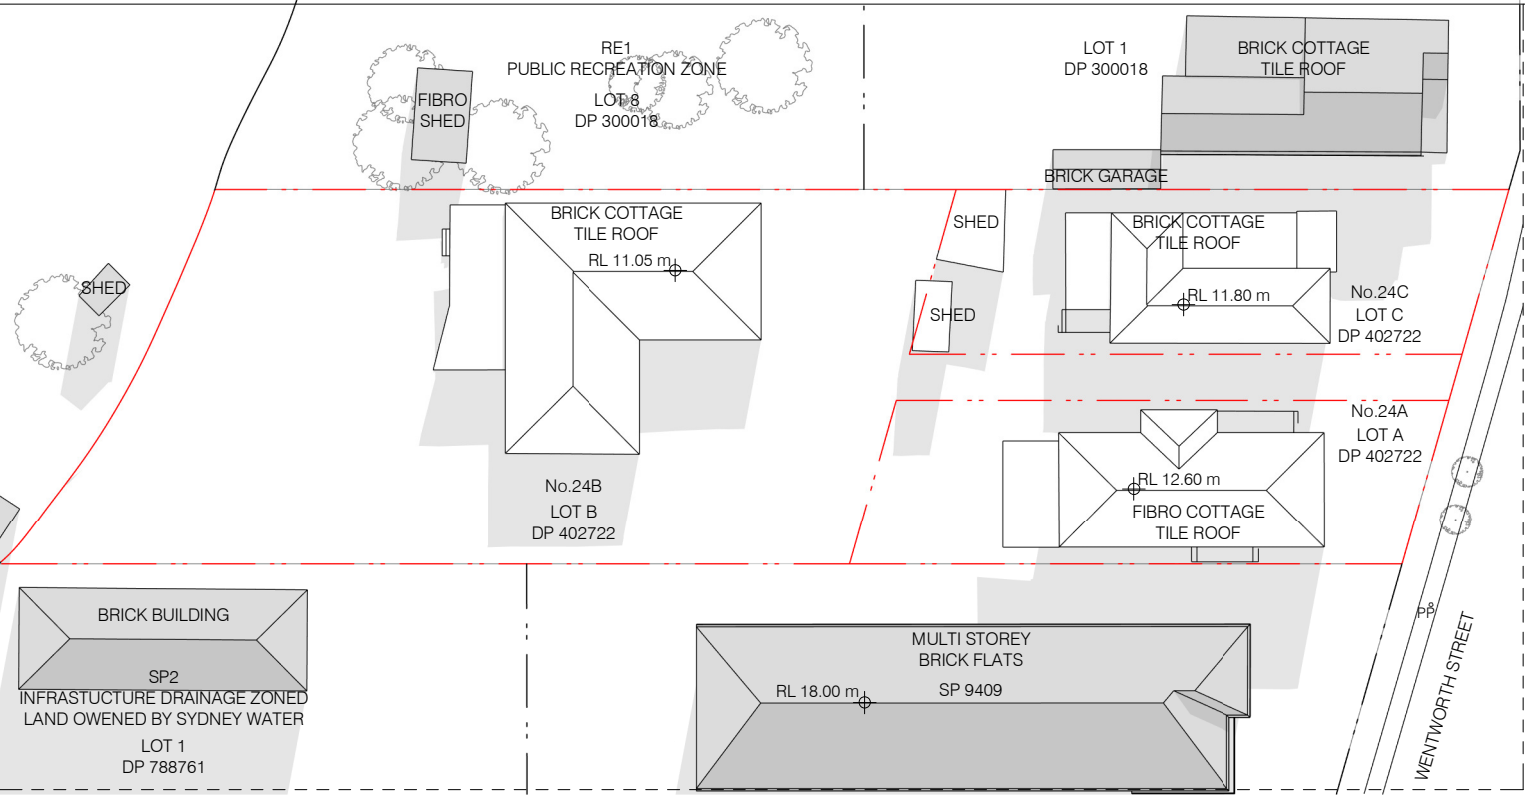 RE1
PUBLIC RECREATION ZONE
LOT 8
DP 300018
FIBRO
SHED
LOT 1
DP 300018
BRICK COTTAGE
TILE ROOF
BRICK GARAGE
BRICK COTTAGE
TILE ROOF
RL 11.05 m
SHED
BRICK COTTAGE
TILE ROOF
SHED
SHED
RL 11.80 m
No.24C
LOT C
DP 402722
No.24A
LOT A
DP 402722
RL 12.60 m
FIBRO COTTAGE
TILE ROOF
No.24B
LOT B
DP 402722
BRICK BUILDING
SP2
INFRASTUCTURE DRAINAGE ZONED
LAND OWENED BY SYDNEY WATER
LOT 1
DP 788761
MULTI STOREY
BRICK FLATS
RL 18.00 m
SP 9409
PP
WENTWORTH STREET